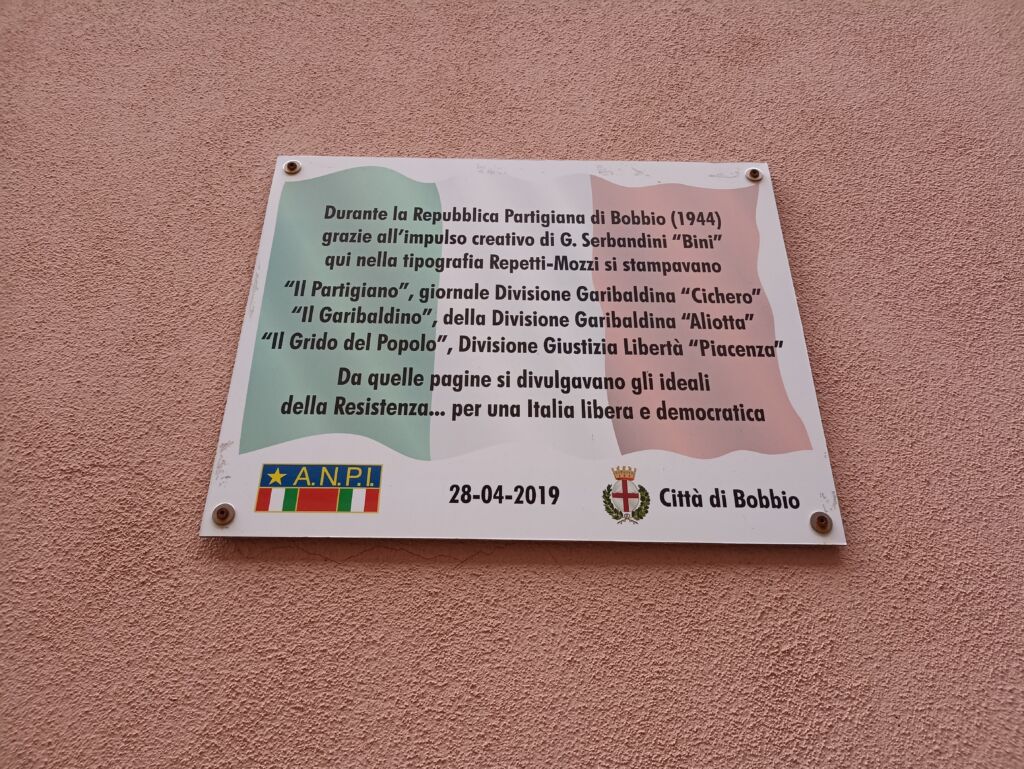 Durante la Repubblica Partigiana di Bobbio (1944)
grazie all'impulso creativo di G. Serbandini "Bini"
qui nella tipografia Repetti-Mozzi si stampavano
"Il Partigiano", giornale Divisione Garibaldina "Cichero"
"Il Garibaldino", della Divisione Garibaldina "Aliotta"
"Il Grido del Popolo", Divisione Giustizia Libertà "Piacenza"
Da quelle pagine si divulgavano gli ideali
della Resistenza... per una Italia libera e democratica
A.N.P.I.
28-04-2019
Città di Bobbio